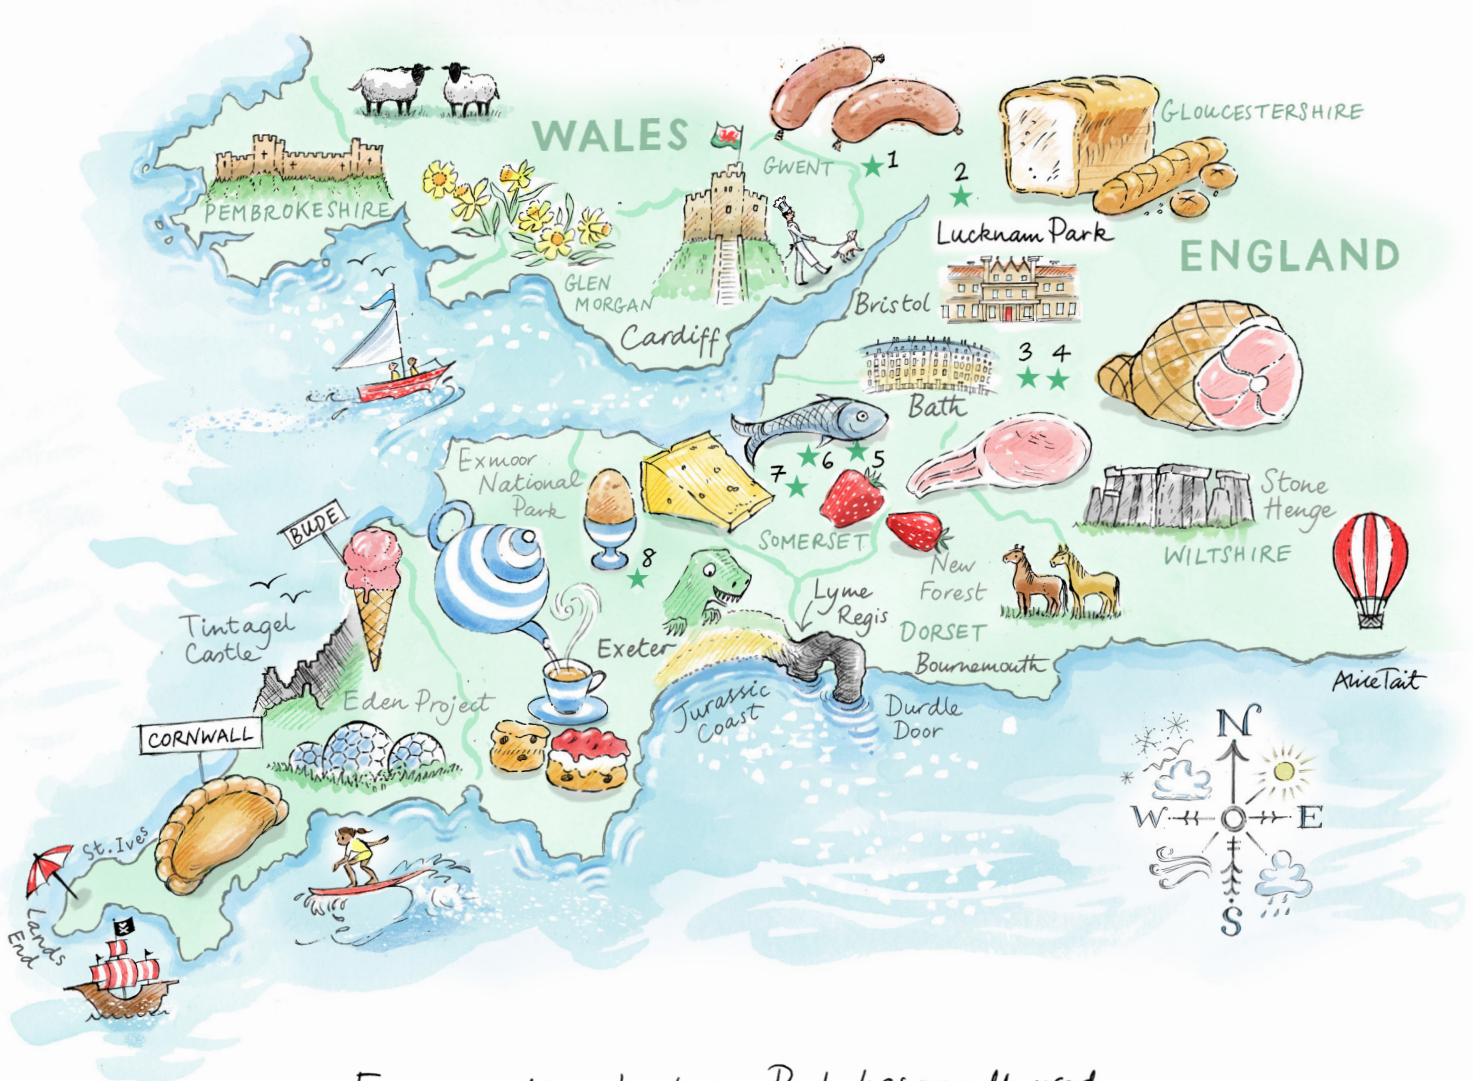 WALES
GLOUCESTERSHIRE
GWENT
1
2
PEMBROKESHIRE
Lucknam Park
ENGLAND
GLEN
MORGAN
Bristol
Cardiff
3 4
Bath
Exmoor
National
Park
7 6 5
Stone
Henge
BUDE
SOMERSET
WILTSHIRE
8
New
Forest
Lyme
Regis
Tintagel
Castle
DORSET
Exeter
Bournemouth
Alice Tait
Eden Project
Jurassic
Coast
Durdle
Door
CORNWALL
N
W E
S
St. Ives
Lands
End